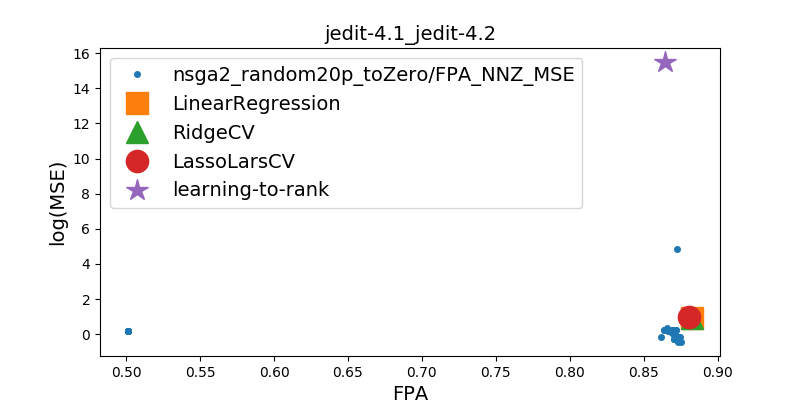 jedit-4.1_jedit-4.2
16
14
12
10
8
6
4
2
0
log(MSE)
nsga2_random20p_toZero/FPA_NNZ_MSE
LinearRegression
RidgeCV
LassoLarsCV
learning-to-rank
0.50 0.55 0.60 0.65 0.70 0.75 0.80 0.85 0.90
FPA